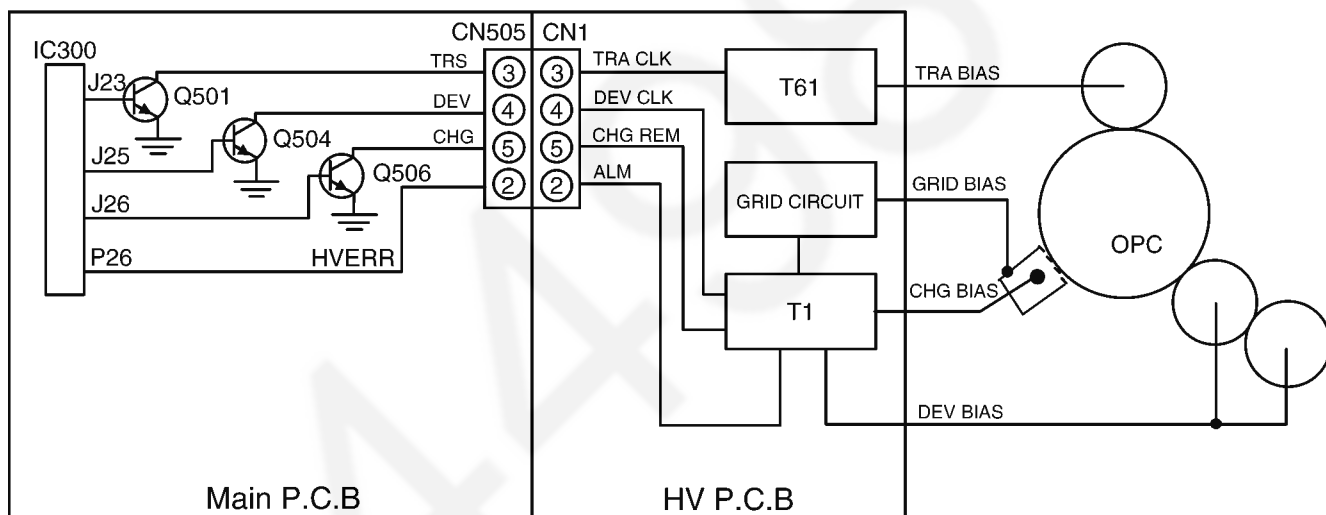 CN505 CN1
IC300
J23
Q501
TRS
3
3
TRA CLK
T61
TRA BIAS
J25
Q504
DEV
4
4
DEV CLK
J26
Q506
CHG
5
5
CHG REM
P26
HVERR
2
2
ALM
GRID CIRCUIT
GRID BIAS
OPC
T1
CHG BIAS
DEV BIAS
Main P.C.B
HV P.C.B